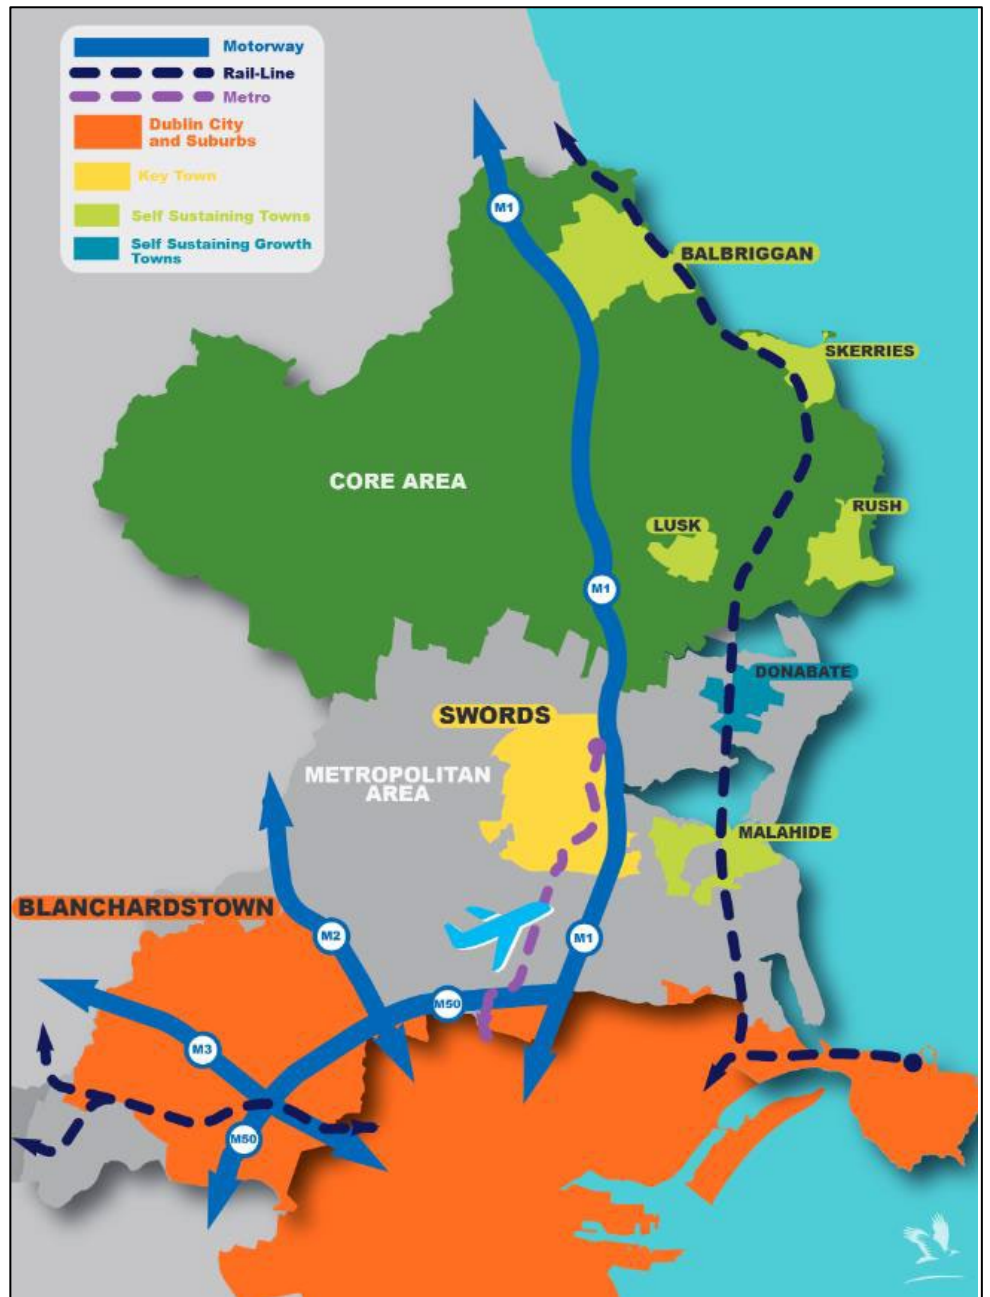 Motorway
Rail-Line
Metro
Dublin City
and Suburbs
Key Town
Self Sustaining Towns
Self Sustaining Growth
Towns
M1
BALBRIGGAN
SKERRIES
CORE AREA
RUSH
LUSK
M1
DONABATE
SWORDS
METROPOLITAN
AREA
MALAHIDE
BLANCHARDSTOWN
M2
M1
M50
M3
M50